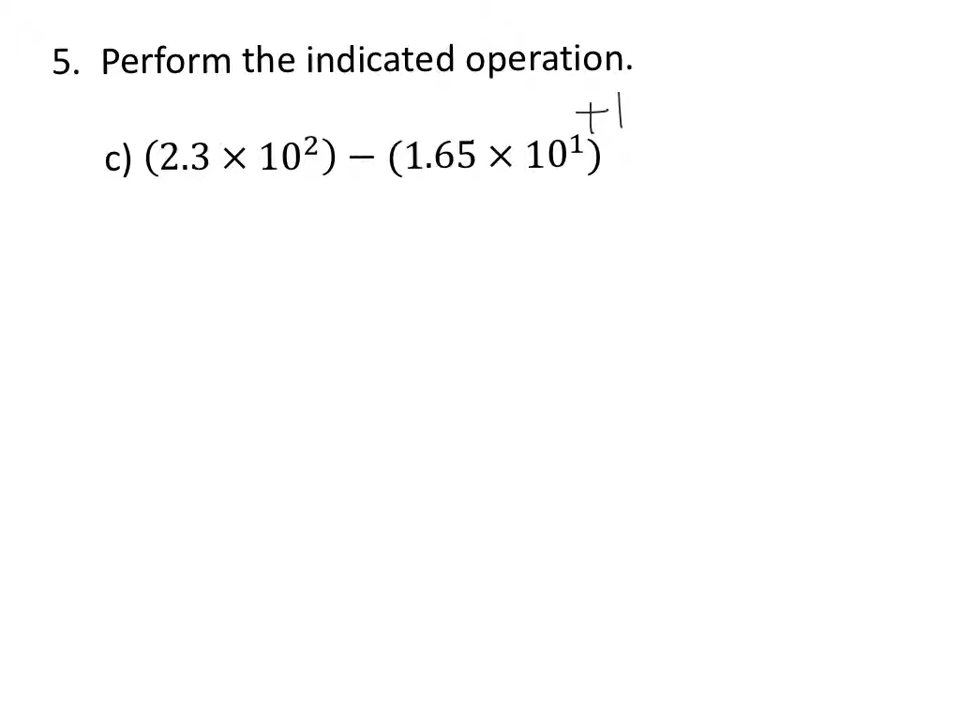 5. Perform the indicated operation.
+1
c) (2.3 × 10²) − (1.65 × 10¹)